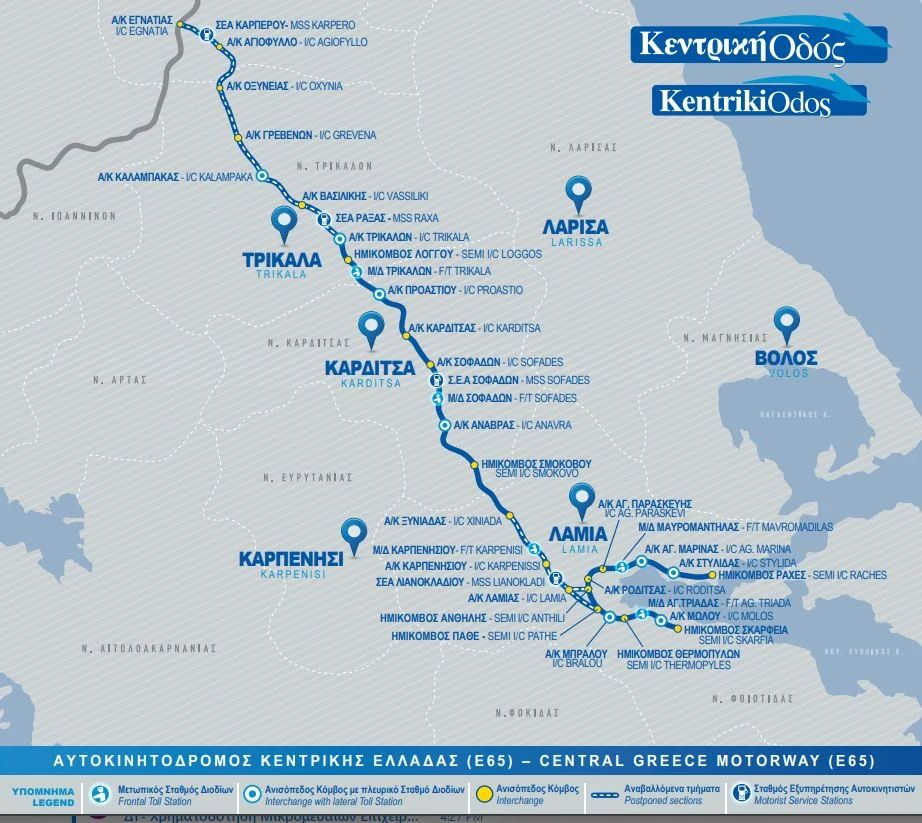 Α/Κ ΕΓΝΑΤΙΑΣ
I/C EGNATIA
ΣΕΑ ΚΑΡΠΕΡΟΥ- MSS KARPERO
Α/Κ ΑΓΙΟΦΥΛΛΟ - I/C AGIOFYLLO
ΚεντρικήΟδός
KentrikiOdos
Α/Κ ΟΞΥΝΕΙΑΣ - I/C OXYNIA
Α/Κ ΓΡΕΒΕΝΩΝ - I/C GREVENA
Ν. ΛΑΡΙΣΑΣ
Ν. ΤΡΙΚΑΛΩΝ
Α/Κ ΚΑΛΑΜΠΑΚΑΣ - I/C KALAMPAKA
Α/Κ ΒΑΣΙΛΙΚΗΣ - I/C VASSILIKI
Ν. ΙΩΑΝΝΙΝΩΝ
ΣΕΑ ΡΑΞΑΣ - MSS RAXA
ΛΑΡΙΣΑ
LARISSA
Α/Κ ΤΡΙΚΑΛΩΝ - I/C TRIKALA
ΤΡΙΚΑΛΑ
TRIKALA
ΗΜΙΚΟΜΒΟΣ ΛΟΓΓΟΥ - SEMI I/C LOGGOS
Μ/Δ ΤΡΙΚΑΛΩΝ - F/T TRIKALA
Α/Κ ΠΡΟΑΣΤΙΟΥ - I/C PROASTIO
Α/Κ ΚΑΡΔΙΤΣΑΣ - I/C KARDITSA
Ν. ΚΑΡΔΙΤΣΑΣ
Ν. ΜΑΓΝΗΣΙΑΣ
ΒΟΛΟΣ
VOLOS
ΚΑΡΔΙΤΣΑ
KARDITSA
Α/Κ ΣΟΦΑΔΩΝ - I/C SOFADES
Ν. ΑΡΤΑΣ
Σ.Ε.Α ΣΟΦΑΔΩΝ - MSS SOFADES
Μ/Δ ΣΟΦΑΔΩΝ - F/T SOFADES
ΠΑΓΑΣΗΤΙΚΟΣ Κ.
Α/Κ ΑΝΑΒΡΑΣ - I/C ANAVRA
ΗΜΙΚΟΜΒΟΣ ΣΜΟΚΟΒΟΥ
SEMI I/C SMOKOVO
Ν. ΕΥΡΥΤΑΝΙΑΣ
Α/Κ ΑΓ. ΠΑΡΑΣΚΕΥΗΣ
I/C AG. PARASKEVI
Α/Κ ΞΥΝΙΑΔΑΣ - I/C XINIADA
ΛΑΜΙΑ
LAMIA
Μ/Δ ΜΑΥΡΟΜΑΝΤΗΛΑΣ - F/T MAVROMADILAS
Μ/Δ ΚΑΡΠΕΝΗΣΙΟΥ- F/T KARPENISI
Α/Κ ΑΓ. ΜΑΡΙΝΑΣ - I/C AG. MARINA
ΚΑΡΠΕΝΗΣΙ
KARPENISI
Α/Κ ΚΑΡΠΕΝΗΣΙΟΥ - I/C KARPENISSI
Α/Κ ΣΤΥΛΙΔΑΣ - I/C STYLIDA
ΗΜΙΚΟΜΒΟΣ ΡΑΧΕΣ - SEMI I/C RACHES
ΣΕΑ ΛΙΑΝΟΚΛΑΔΙΟΥ - MSS LIANOKLADI
Α/Κ ΡΟΔΙΤΣΑΣ - I/C RODITSA
Α/Κ ΛΑΜΙΑΣ - I/C LAMIA
Μ/Δ ΑΓ.ΤΡΙΑΔΑΣ - F/T AG. TRIADA
ΗΜΙΚΟΜΒΟΣ ΑΝΘΗΛΗΣ - SEMI I/C ANTHILI
Α/Κ ΜΩΛΟΥ - I/C MOLOS
ΗΜΙΚΟΜΒΟΣ ΠΑΘΕ - SEMI I/C PATHE
ΗΜΙΚΟΜΒΟΣ ΣΚΑΡΦΕΙΑ
SEMI I/C SKARFIA
Α/Κ ΜΠΡΑΛΟΥ
I/C BRALOU
ΗΜΙΚΟΜΒΟΣ ΘΕΡΜΟΠΥΛΩΝ
SEMI I/C THERMOPYLES
Ν. ΑΙΤΩΛΟΑΚΑΡΝΑΝΙΑΣ
ΒΟΡ. ΕΥΒΟΪΚΟΣ Κ.
Ν. ΦΘΙΩΤΙΔΑΣ
Ν.ΦΩΚΙΔΑΣ
ΑΥΤΟΚΙΝΗΤΟΔΡΟΜΟΣ ΚΕΝΤΡΙΚΗΣ ΕΛΛΑΔΑΣ (Ε65) – CENTRAL GREECE MOTORWAY (E65)
ΥΠΟΜΝΗΜΑ
LEGEND
Μετωπικός Σταθμός Διοδίων
Frontal Toll Station
Ανισόπεδος Κόμβος με πλευρικό Σταθμό Διοδίων
Interchange with lateral Toll Station
Ανισόπεδος Κόμβος
Interchange
Αναβαλλόμενα τμήματα
Postponed sections
Σταθμός Εξυπηρέτησης Αυτοκινητιστών
Motorist Service Stations
4:27 PM